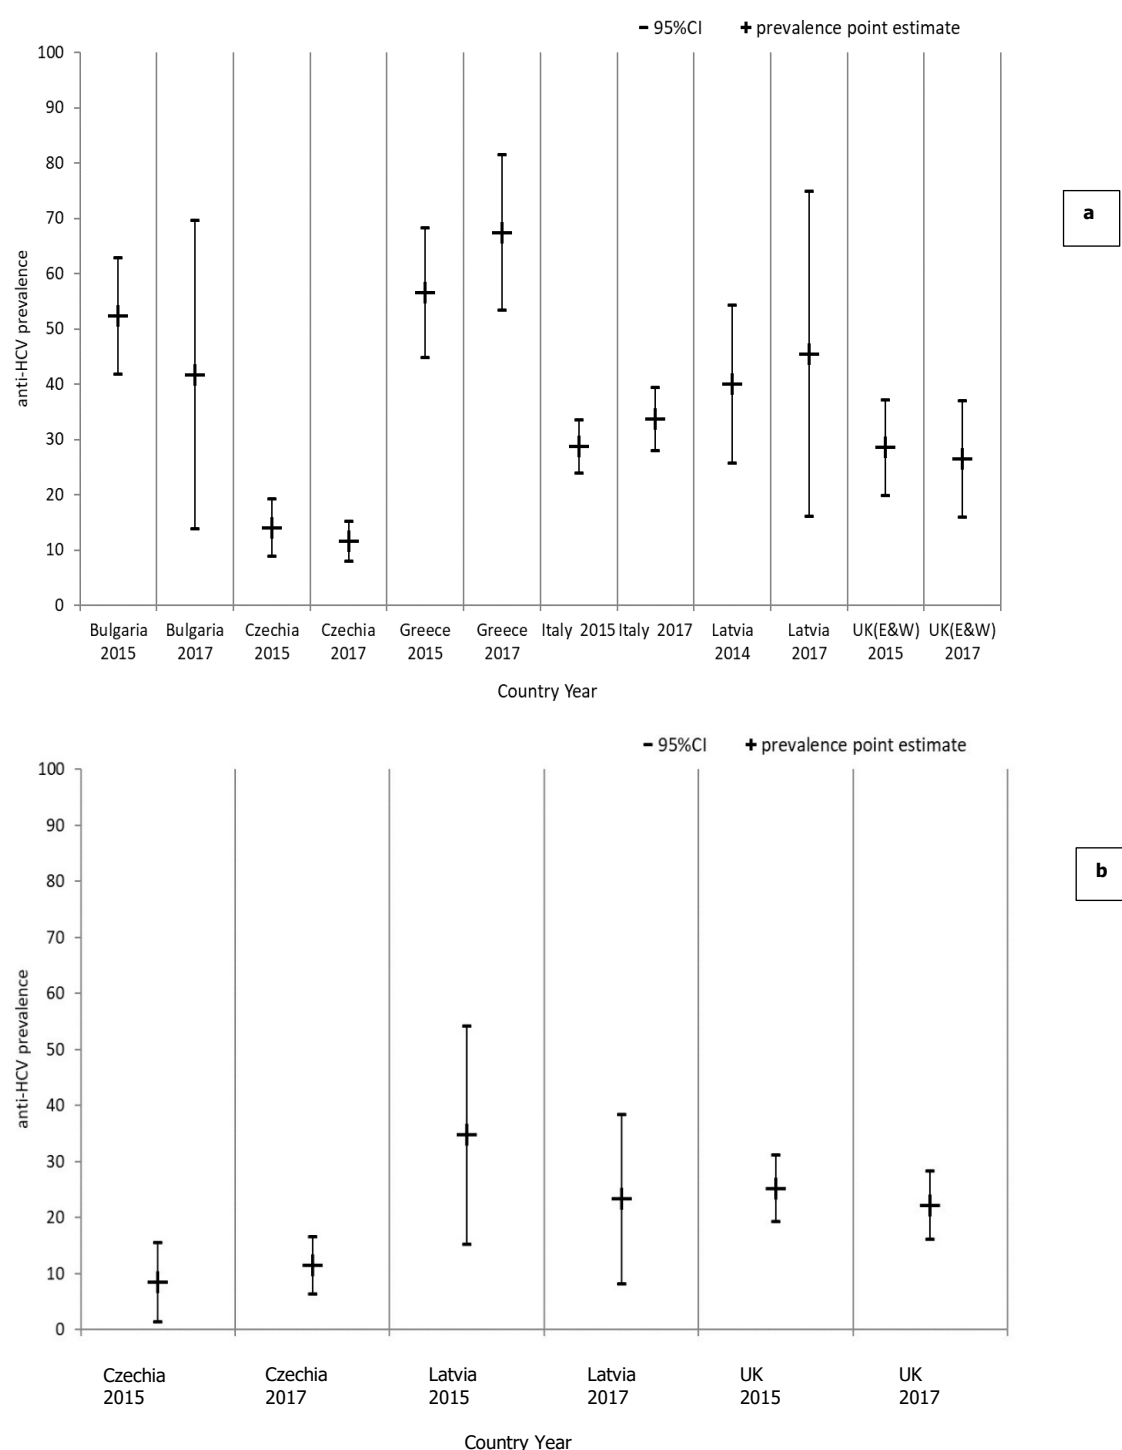 95%CI prevalence point estimate
100
90
80
70
60
50
40
30
20
10
0
anti-HCV prevalence
a
Bulgaria 2015
Bulgaria 2017
Czechia 2015
Czechia 2017
Greece 2015
Greece 2017
Italy 2015
Italy 2017
Latvia 2014
Latvia 2017
UK(E&W) 2015
UK(E&W) 2017
Country Year
95%CI prevalence point estimate
100
90
80
70
60
50
40
30
20
10
0
anti-HCV prevalence
b
Czechia 2015
Czechia 2017
Latvia 2015
Latvia 2017
UK 2015
UK 2017
Country Year